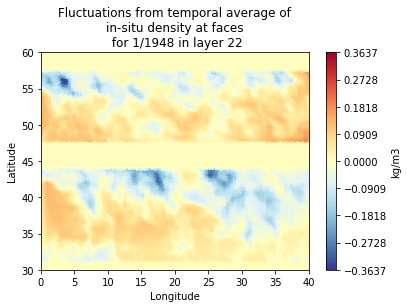 Fluctuations from temporal average of
in-situ density at faces
for 1/1948 in layer 22
60
55
50
45
40
35
30
Latitude
0 5 10 15 20 25 30 35 40
Longitude
0.3637
0.2728
0.1818
0.0909
0.0000
−0.0909
−0.1818
−0.2728
−0.3637
kg/m3